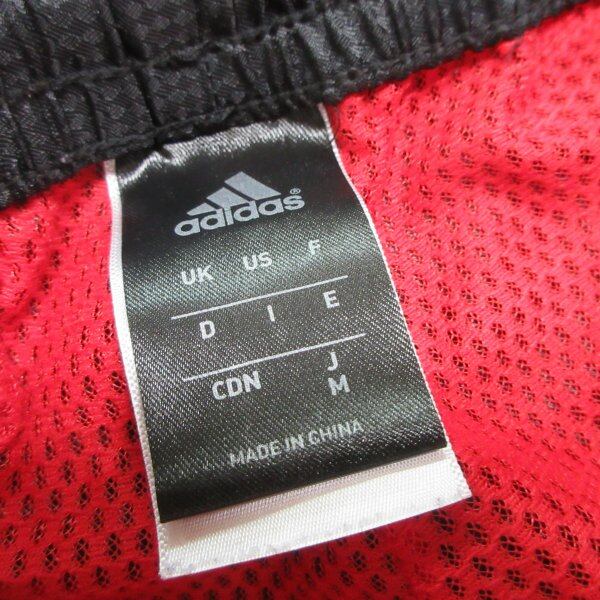 adidas®
UK US F
D I E
CDN J
M
MADE IN CHINA